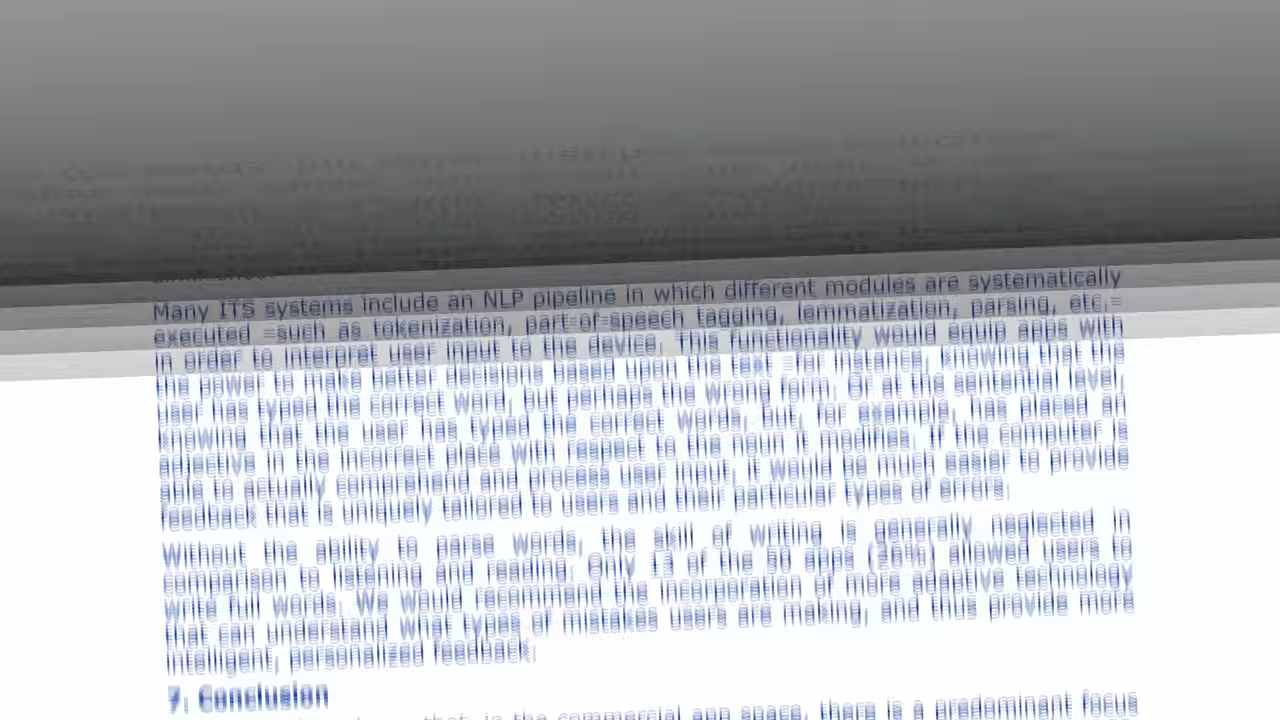 Many ITS systems include an NLP pipeline in which different modules are systematically
executed –such as tokenization, part-of-speech tagging, lemmatization, parsing, etc.–
in order to interpret user input to the device. This functionality would equip apps with
the power to make better decisions based upon the text –for instance, knowing that the
user has typed the correct word, but perhaps the wrong form. Or at the sentential level,
knowing that the user has typed the correct words, but, for example, has placed an
adjective in the incorrect place with respect to the noun it modifies. If the computer is
able to actually comprehend and process user input, it would be much easier to provide
feedback that is uniquely tailored to users and their particular types of errors.
Without the ability to parse words, the skill of writing is generally neglected in
comparison to listening and reading. Only 13 of the 50 apps (26%) allowed users to
write full words. We would recommend the incorporation of more adaptive technology
that can understand what types of mistakes users are making, and thus provide more
intelligent, personalized feedback.
7. Conclusion
that, in the commercial app space, there is a predominant focus